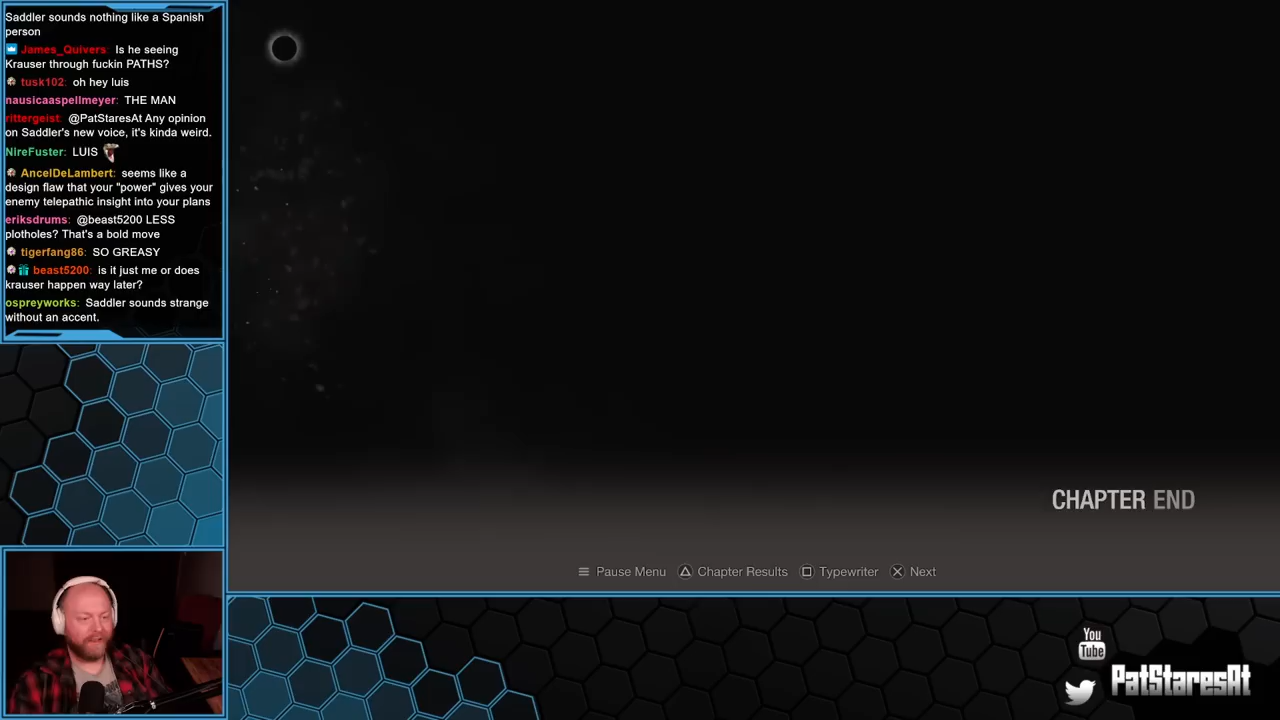 Saddler sounds nothing like a Spanish
person
James_Quivers: Is he seeing
Krauser through fuckin PATHS?
tusk102: oh hey luis
nausicaaspellmeyer: THE MAN
rittergeist: @PatStaresAt Any opinion
on Saddler's new voice, it's kinda weird.
NireFuster: LUIS
AncelDeLambert: seems like a
design flaw that your "power" gives your
enemy telepathic insight into your plans
eriksdrums: @beast5200 LESS
plotholes? That's a bold move
tigerfang86: SO GREASY
beast5200: is it just me or does
krauser happen way later?
ospreyworks: Saddler sounds strange
without an accent.
CHAPTER END
Pause Menu Chapter Results Typewriter Next
You
Tube
PatStaresAt